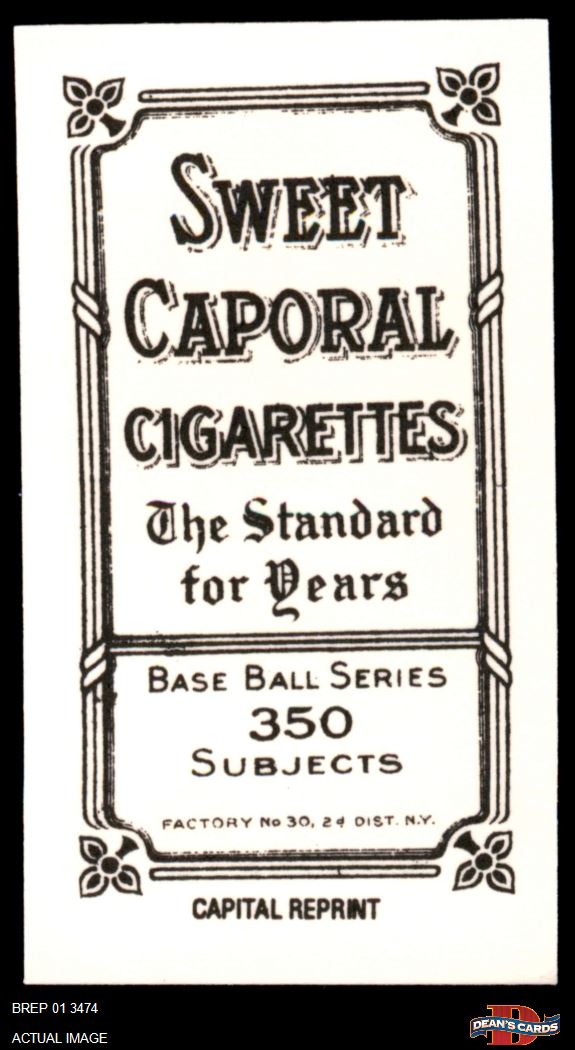 SWEET
CAPORAL
CIGARETTES
The Standard
for Years
BASE BALL SERIES
350
SUBJECTS
FACTORY No 30, 2d DIST. N.Y.
CAPITAL REPRINT
BREP 01 3474
ACTUAL IMAGE
D
DEAN'S CARDS